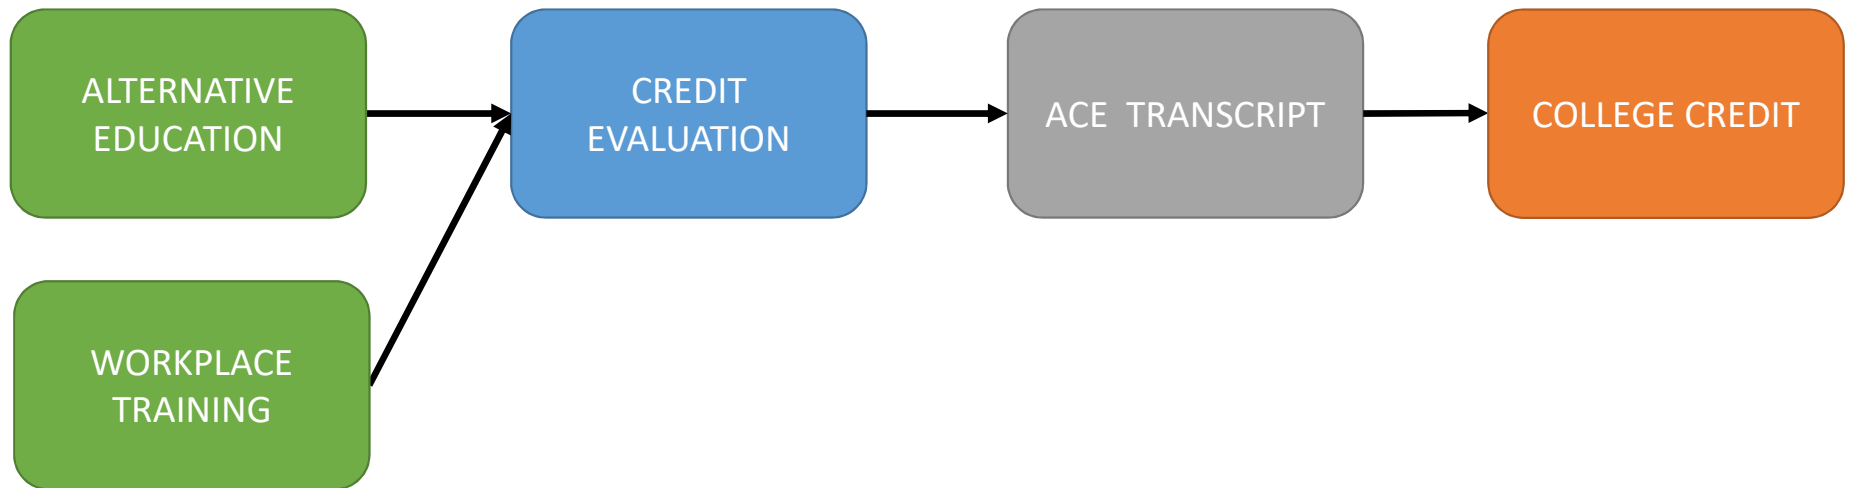 ALTERNATIVE
EDUCATION
CREDIT
EVALUATION
ACE  TRANSCRIPT
COLLEGE CREDIT
WORKPLACE
TRAINING